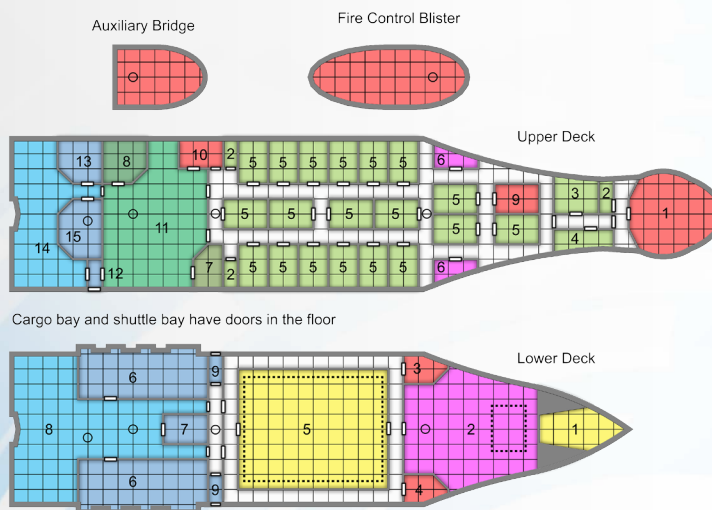 Auxiliary Bridge
Fire Control Blister
Upper Deck
13 8 10 2 5 5 5 5 5 5 6
5 9 3 2
5 5 5 5 1
11 5 5
14 15 4
12 7 2 5 5 5 5 5 5 6
Cargo bay and shuttle bay have doors in the floor
Lower Deck
6 9 3
8 7 5 2 1
6 9 4